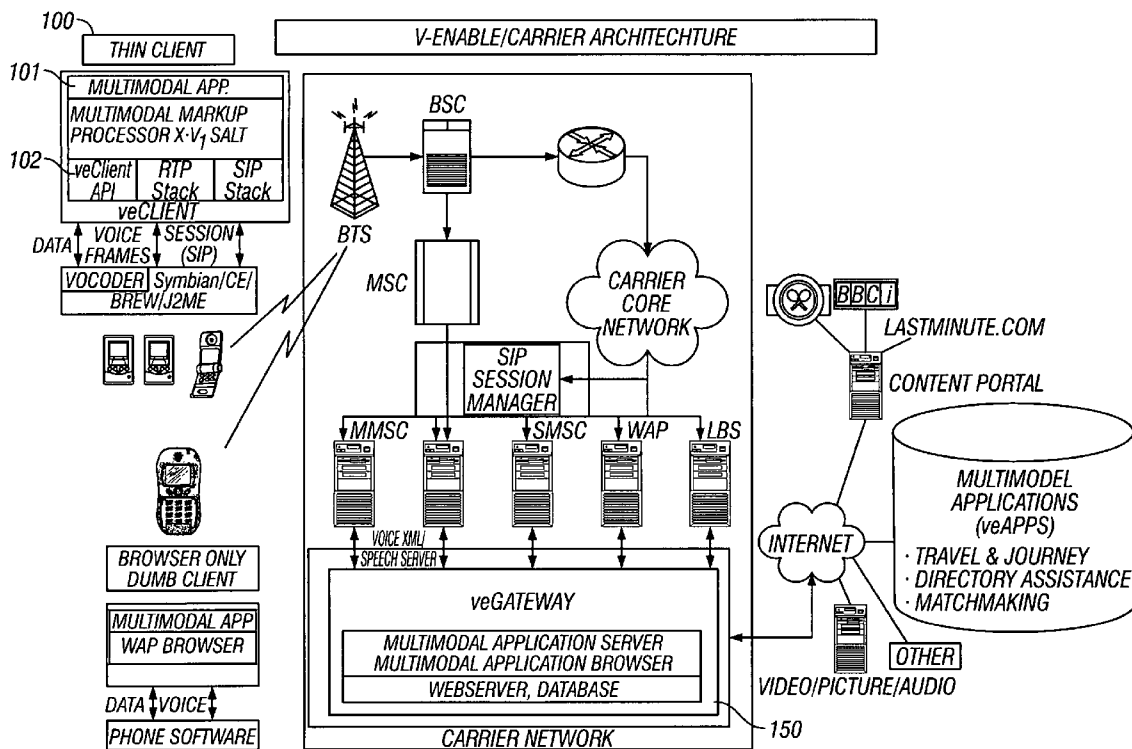 100
THIN CLIENT
V-ENABLE/CARRIER ARCHITECHTURE
101
MULTIMODAL APP.
MULTIMODAL MARKUP
PROCESSOR X·V1 SALT
102
veClient
API
RTP
Stack
SIP
Stack
veCLIENT
DATA
VOICE
FRAMES
SESSION
(SIP)
VOCODER
Symbian/CE/
BREW/J2ME
BROWSER ONLY
DUMB CLIENT
MULTIMODAL APP
WAP BROWSER
DATA
VOICE
PHONE SOFTWARE
BTS
BSC
MSC
CARRIER
CORE
NETWORK
SIP
SESSION
MANAGER
MMSC
SMSC
WAP
LBS
VOICE XML/
SPEECH SERVER
veGATEWAY
MULTIMODAL APPLICATION SERVER
MULTIMODAL APPLICATION BROWSER
WEBSERVER, DATABASE
150
CARRIER NETWORK
BBCi
LASTMINUTE.COM
CONTENT PORTAL
INTERNET
MULTIMODEL
APPLICATIONS
(veAPPS)
· TRAVEL & JOURNEY
· DIRECTORY ASSISTANCE
· MATCHMAKING
OTHER
VIDEO/PICTURE/AUDIO